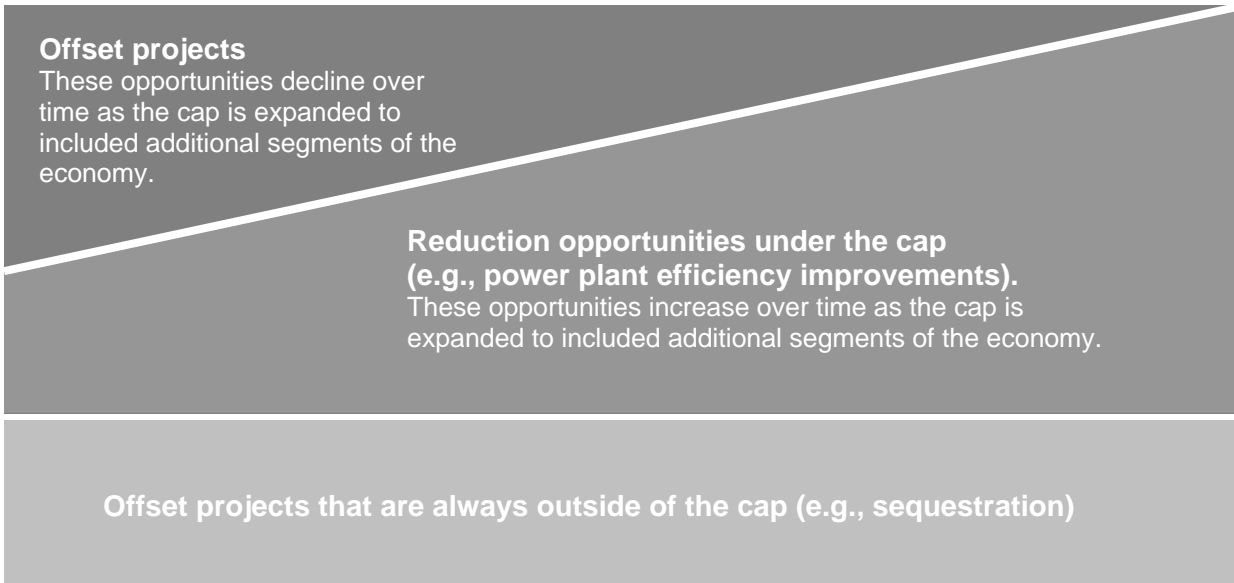 Offset projects
These opportunities decline over
time as the cap is expanded to
included additional segments of the
economy.
Reduction opportunities under the cap
(e.g., power plant efficiency improvements).
These opportunities increase over time as the cap is
expanded to included additional segments of the economy.
Offset projects that are always outside of the cap (e.g., sequestration)